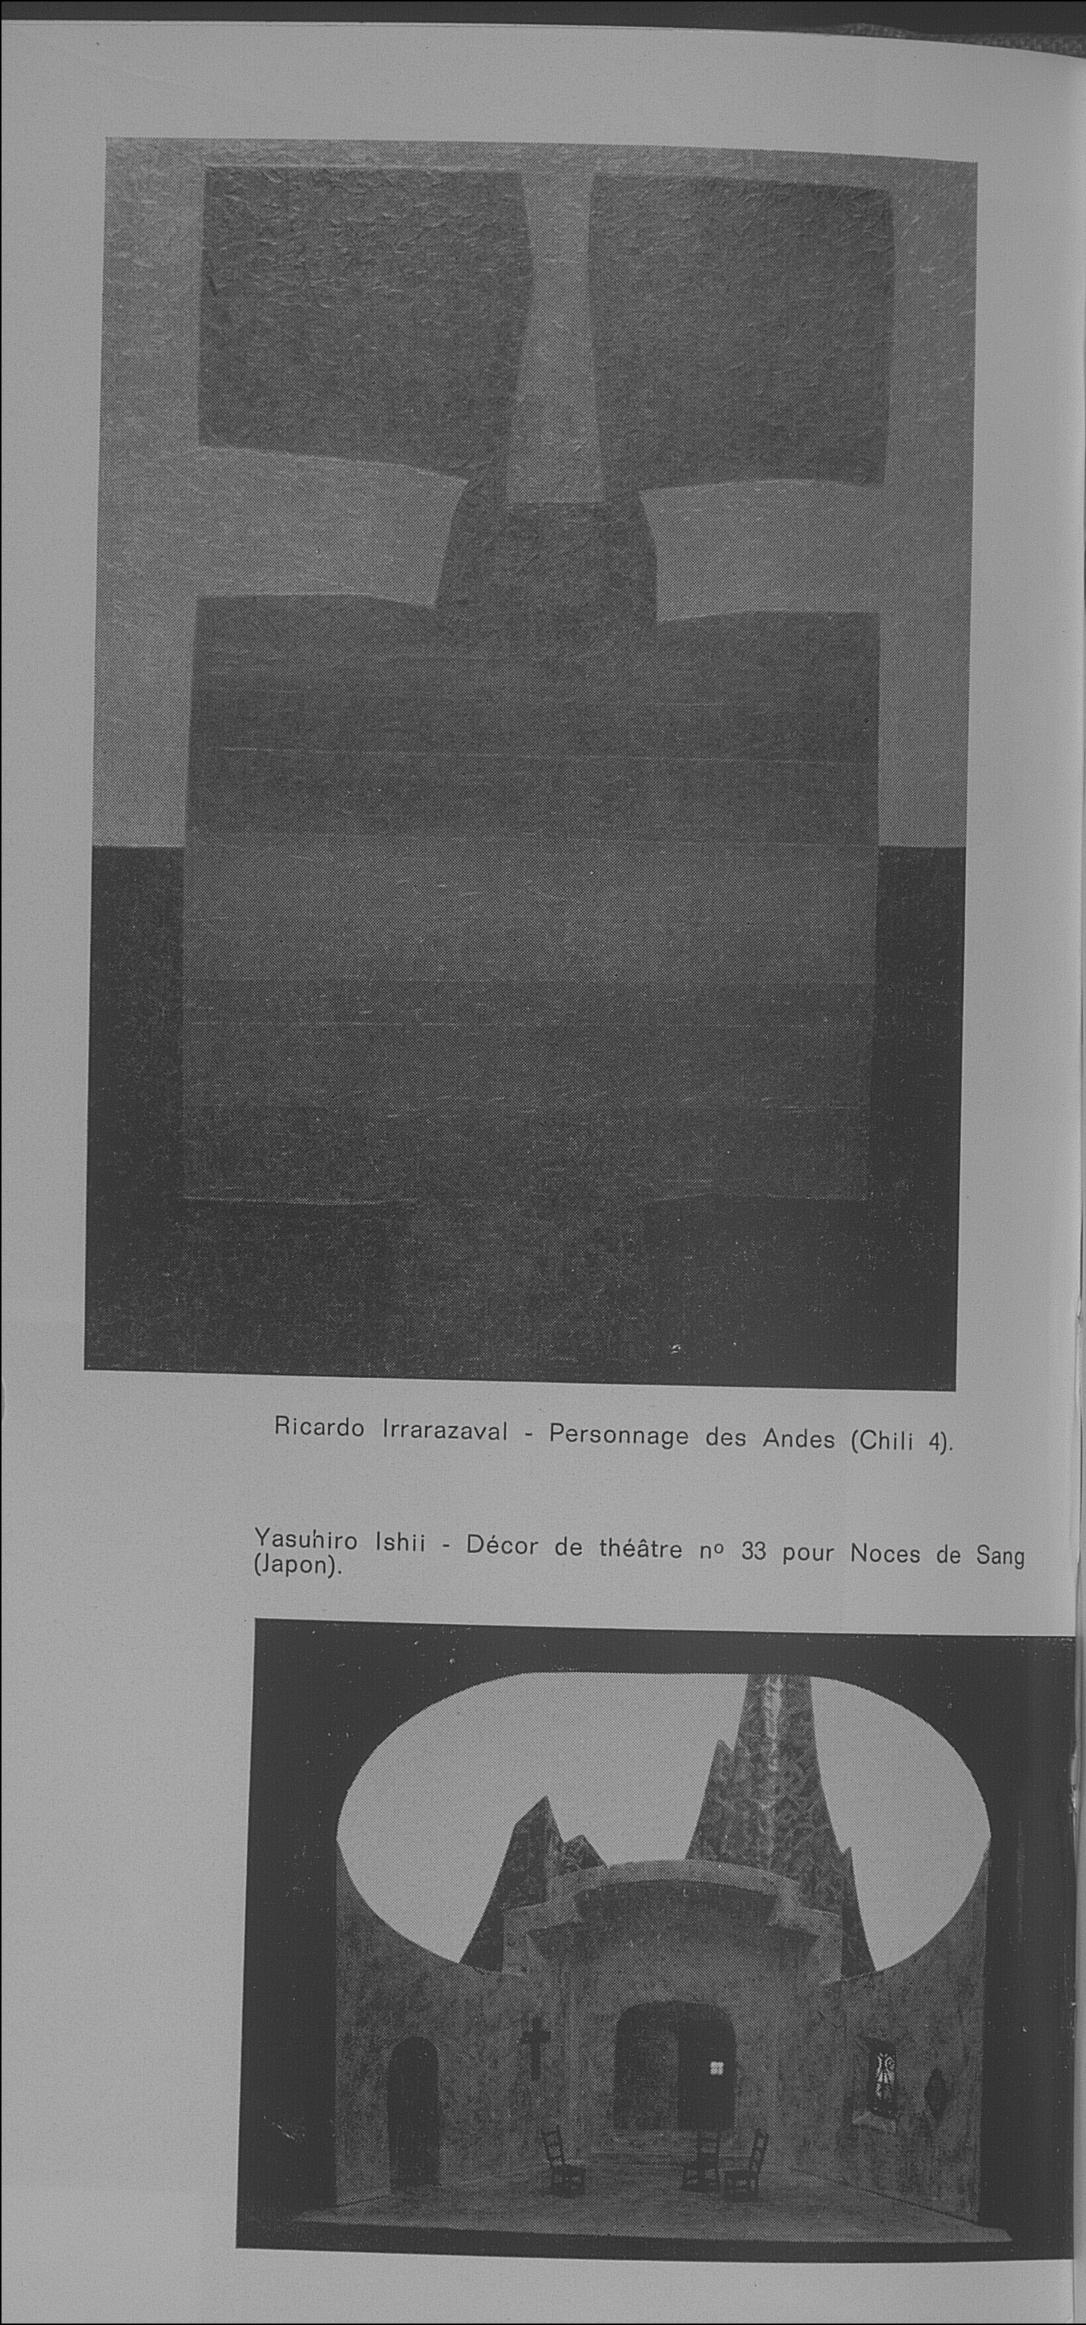 Ricardo Irrarazaval - Personnage des Andes (Chili 4).
Yasuhiro Ishii - Décor de théâtre nº 33 pour Noces de Sang
(Japon).